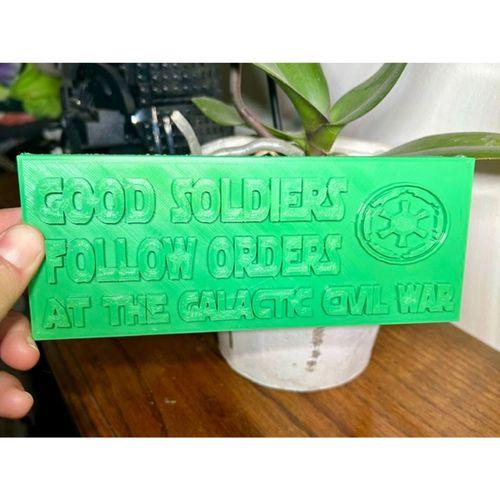 GOOD SOLDIERS
FOLLOW ORDERS
AT THE GALACTIC CIVIL WAR